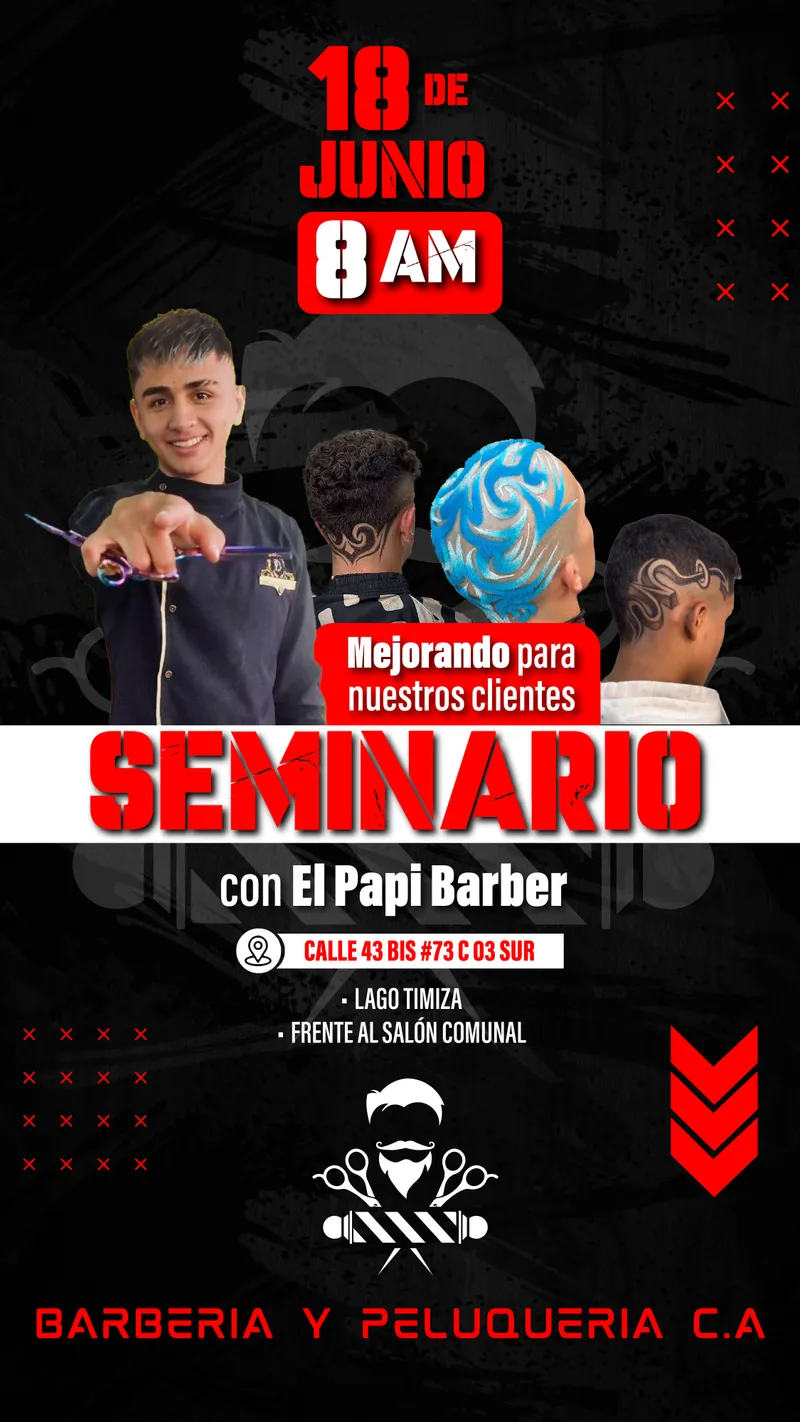 18 DE
JUNIO
8 AM
Mejorando para
nuestros clientes
SEMINARIO
con El Papi Barber
CALLE 43 BIS #73 C 03 SUR
· LAGO TIMIZA
· FRENTE AL SALÓN COMUNAL
BARBERIA Y PELUQUERIA C.A